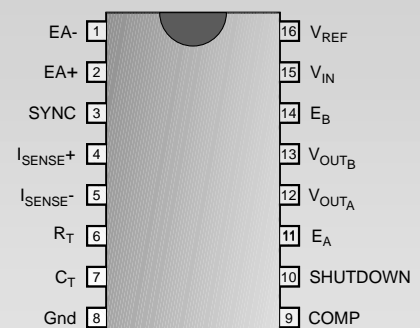 EA- 1 16 VREF
EA+ 2 15 VIN
SYNC 3 14 EB
ISENSE+ 4 13 VOUTB
ISENSE- 5 12 VOUTA
RT 6 11 EA
CT 7 10 SHUTDOWN
Gnd 8 9 COMP